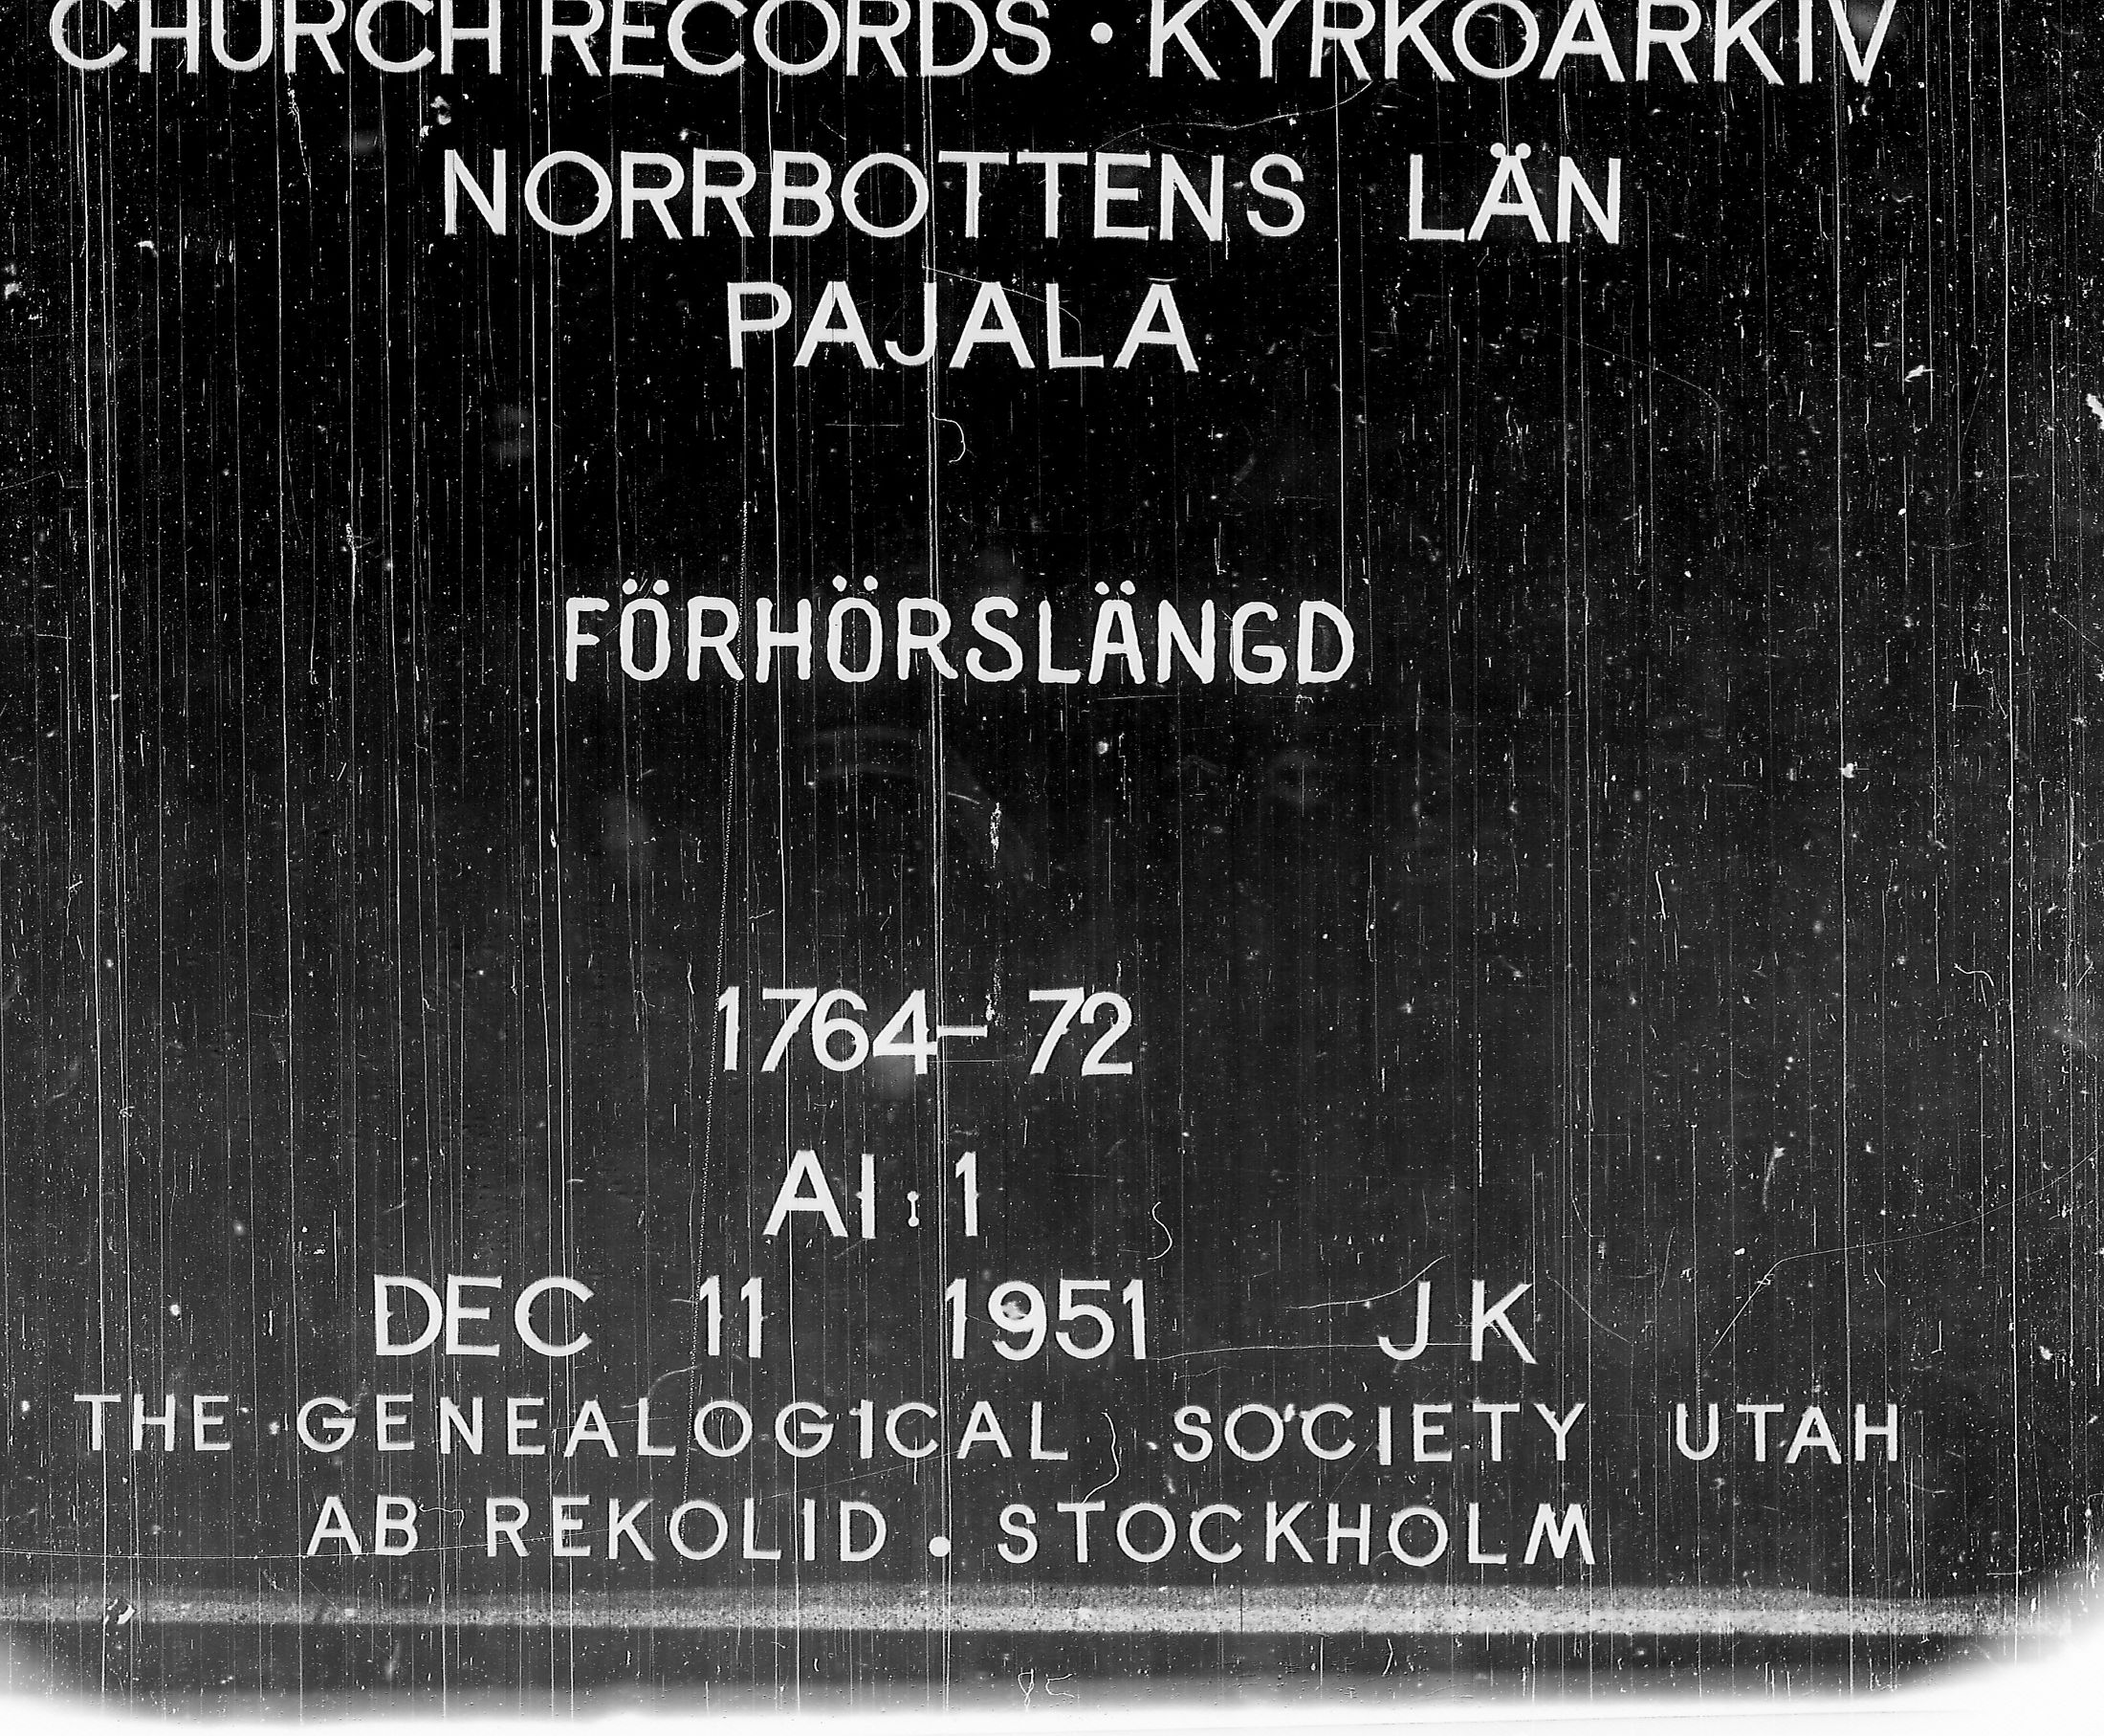 CHURCH RECORDS • KYRKOARKIV
NORRBOTTENS LÄN
PAJALA
FÖRHÖRSLÄNGD
1764-72
AI:1
DEC 11 1951 JK
THE GENEALOGICAL SOCIETY UTAH
AB REKOLID • STOCKHOLM